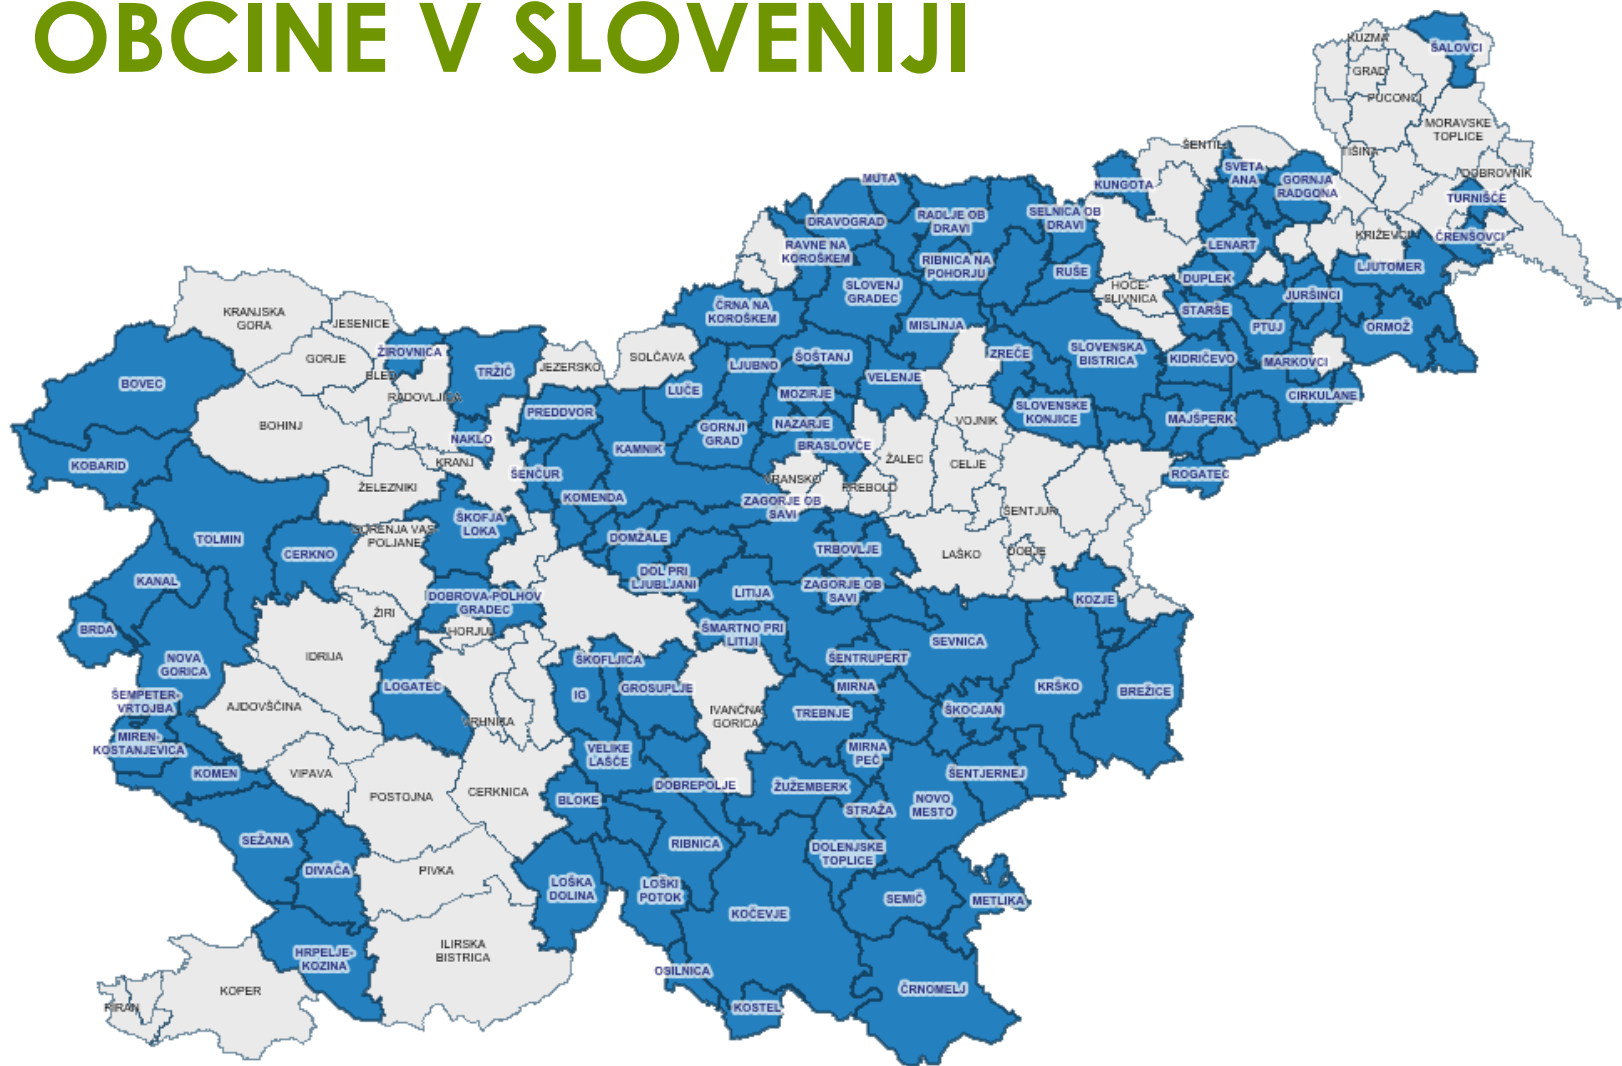 OBCINE V SLOVENIJI
KUZMA
ŠALOVCI
GRAD
PUCONCI
MORAVSKE
TOPLICE
TIŠINA
DOBROVNIK
ŠENTILJ
SVETA
ANA
GORNJA
RADGONA
KUNGOTA
TURNIŠČE
MUTA
DRAVOGRAD
RADLJE OB
DRAVI
SELNICA OB
DRAVI
KRIŽEVCI
ČRENŠOVCI
RAVNE NA
KOROŠKEM
RIBNICA NA
POHORJU
RUŠE
LENART
LJUTOMER
SLOVENJ
GRADEC
HOČE-
SLIVNICA
DUPLEK
JURŠINCI
ČRNA NA
KOROŠKEM
MISLINJA
STARŠE
PTUJ
ORMOŽ
KRANJSKA
GORA
JESENICE
GORJE
ŽIROVNICA
BLED
TRŽIČ
JEZERSKO
SOLČAVA
LJUBNO
ŠOŠTANJ
ZREČE
SLOVENSKA
BISTRICA
KIDRIČEVO
MARKOVCI
BOVEC
RADOVLJICA
LUČE
MOZIRJE
VELENJE
CIRKULANE
BOHINJ
PREDDVOR
GORNJI
GRAD
NAZARJE
VOJNIK
SLOVENSKE
KONJICE
MAJŠPERK
NAKLO
KAMNIK
BRASLOVČE
KOBARID
KRANJ
ŠENČUR
ŽALEC
CELJE
ROGATEC
ŽELEZNIKI
KOMENDA
VRANSKO
PREBOLD
ZAGORJE OB
SAVI
ŠENTJUR
TOLMIN
CERKNO
GORENJA VAS-
POLJANE
ŠKOFJA
LOKA
DOMŽALE
TRBOVLJE
LAŠKO
DOBJE
KANAL
DOL PRI
LJUBLJANI
LITIJA
ZAGORJE OB
SAVI
KOZJE
DOBROVA-POLHOV
GRADEC
ŽIRI
HORJUL
BRDA
ŠMARTNO PRI
LITIJI
SEVNICA
NOVA
GORICA
IDRIJA
ŠKOFLJICA
ŠENTRUPERT
LOGATEC
IG
GROSUPLJE
MIRNA
KRŠKO
BREŽICE
ŠEMPETER-
VRTOJBA
AJDOVŠČINA
VRHNIKA
IVANČNA
GORICA
TREBNJE
ŠKOCJAN
MIREN-
KOSTANJEVICA
VELIKE
LAŠČE
MIRNA
PEČ
KOMEN
VIPAVA
DOBREPOLJE
ŽUŽEMBERK
ŠENTJERNEJ
POSTOJNA
CERKNICA
BLOKE
STRAŽA
NOVO
MESTO
SEŽANA
RIBNICA
DOLENJSKE
TOPLICE
DIVAČA
PIVKA
LOŠKA
DOLINA
LOŠKI
POTOK
SEMIČ
METLIKA
KOČEVJE
HRPELJE-
KOZINA
ILIRSKA
BISTRICA
OSILNICA
KOPER
PIRAN
KOSTEL
ČRNOMELJ